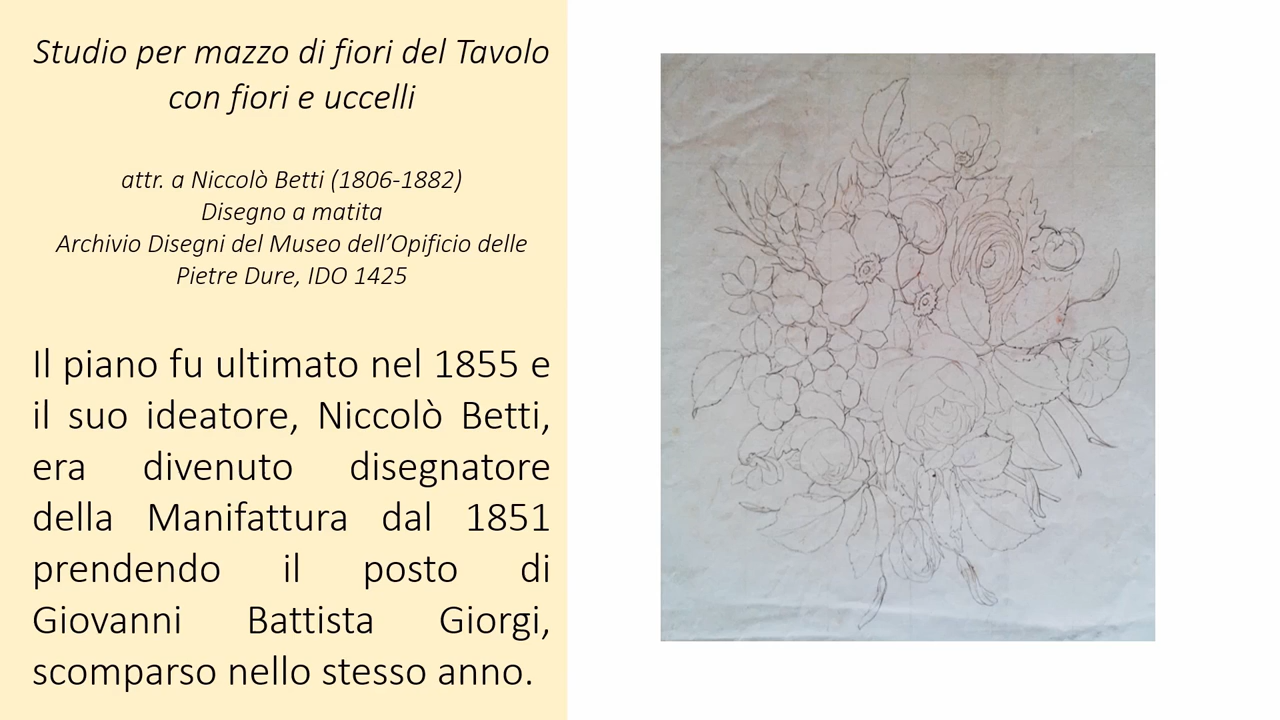 Studio per mazzo di fiori del Tavolo
con fiori e uccelli
attr. a Niccolò Betti (1806-1882)
Disegno a matita
Archivio Disegni del Museo dell’Opificio delle
Pietre Dure, IDO 1425
Il piano fu ultimato nel 1855 e
il suo ideatore, Niccolò Betti,
era divenuto disegnatore
della Manifattura dal 1851
prendendo il posto di
Giovanni Battista Giorgi,
scomparso nello stesso anno.